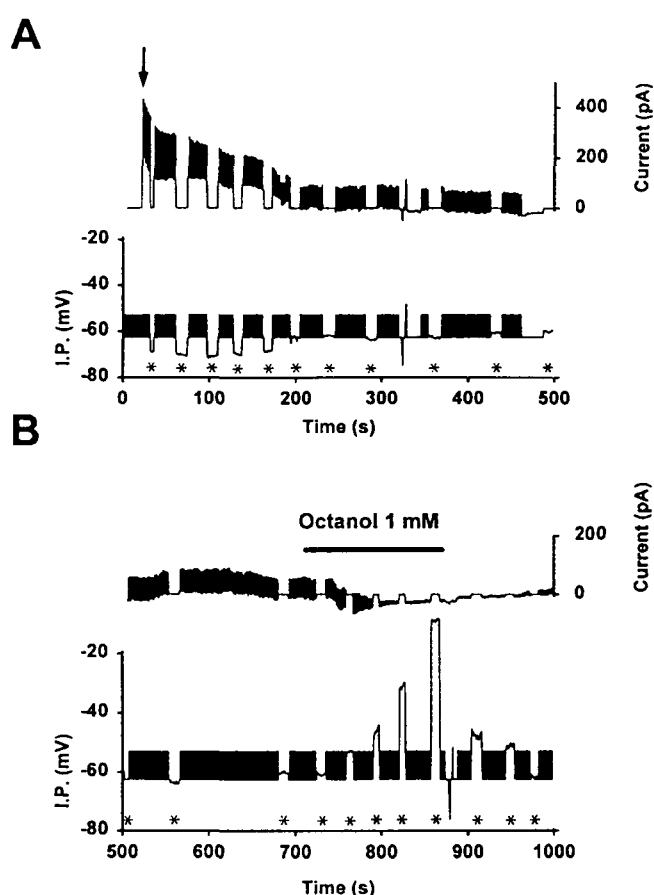 A
400
200
0
Current (pA)
-20
-40
-60
-80
I.P. (mV)
* * * * * * * * * * *
0 100 200 300 400 500
Time (s)
B
Octanol 1 mM
200
0
Current (pA)
-20
-40
-60
-80
I.P. (mV)
* * * * * * * * * * *
500 600 700 800 900 1000
Time (s)